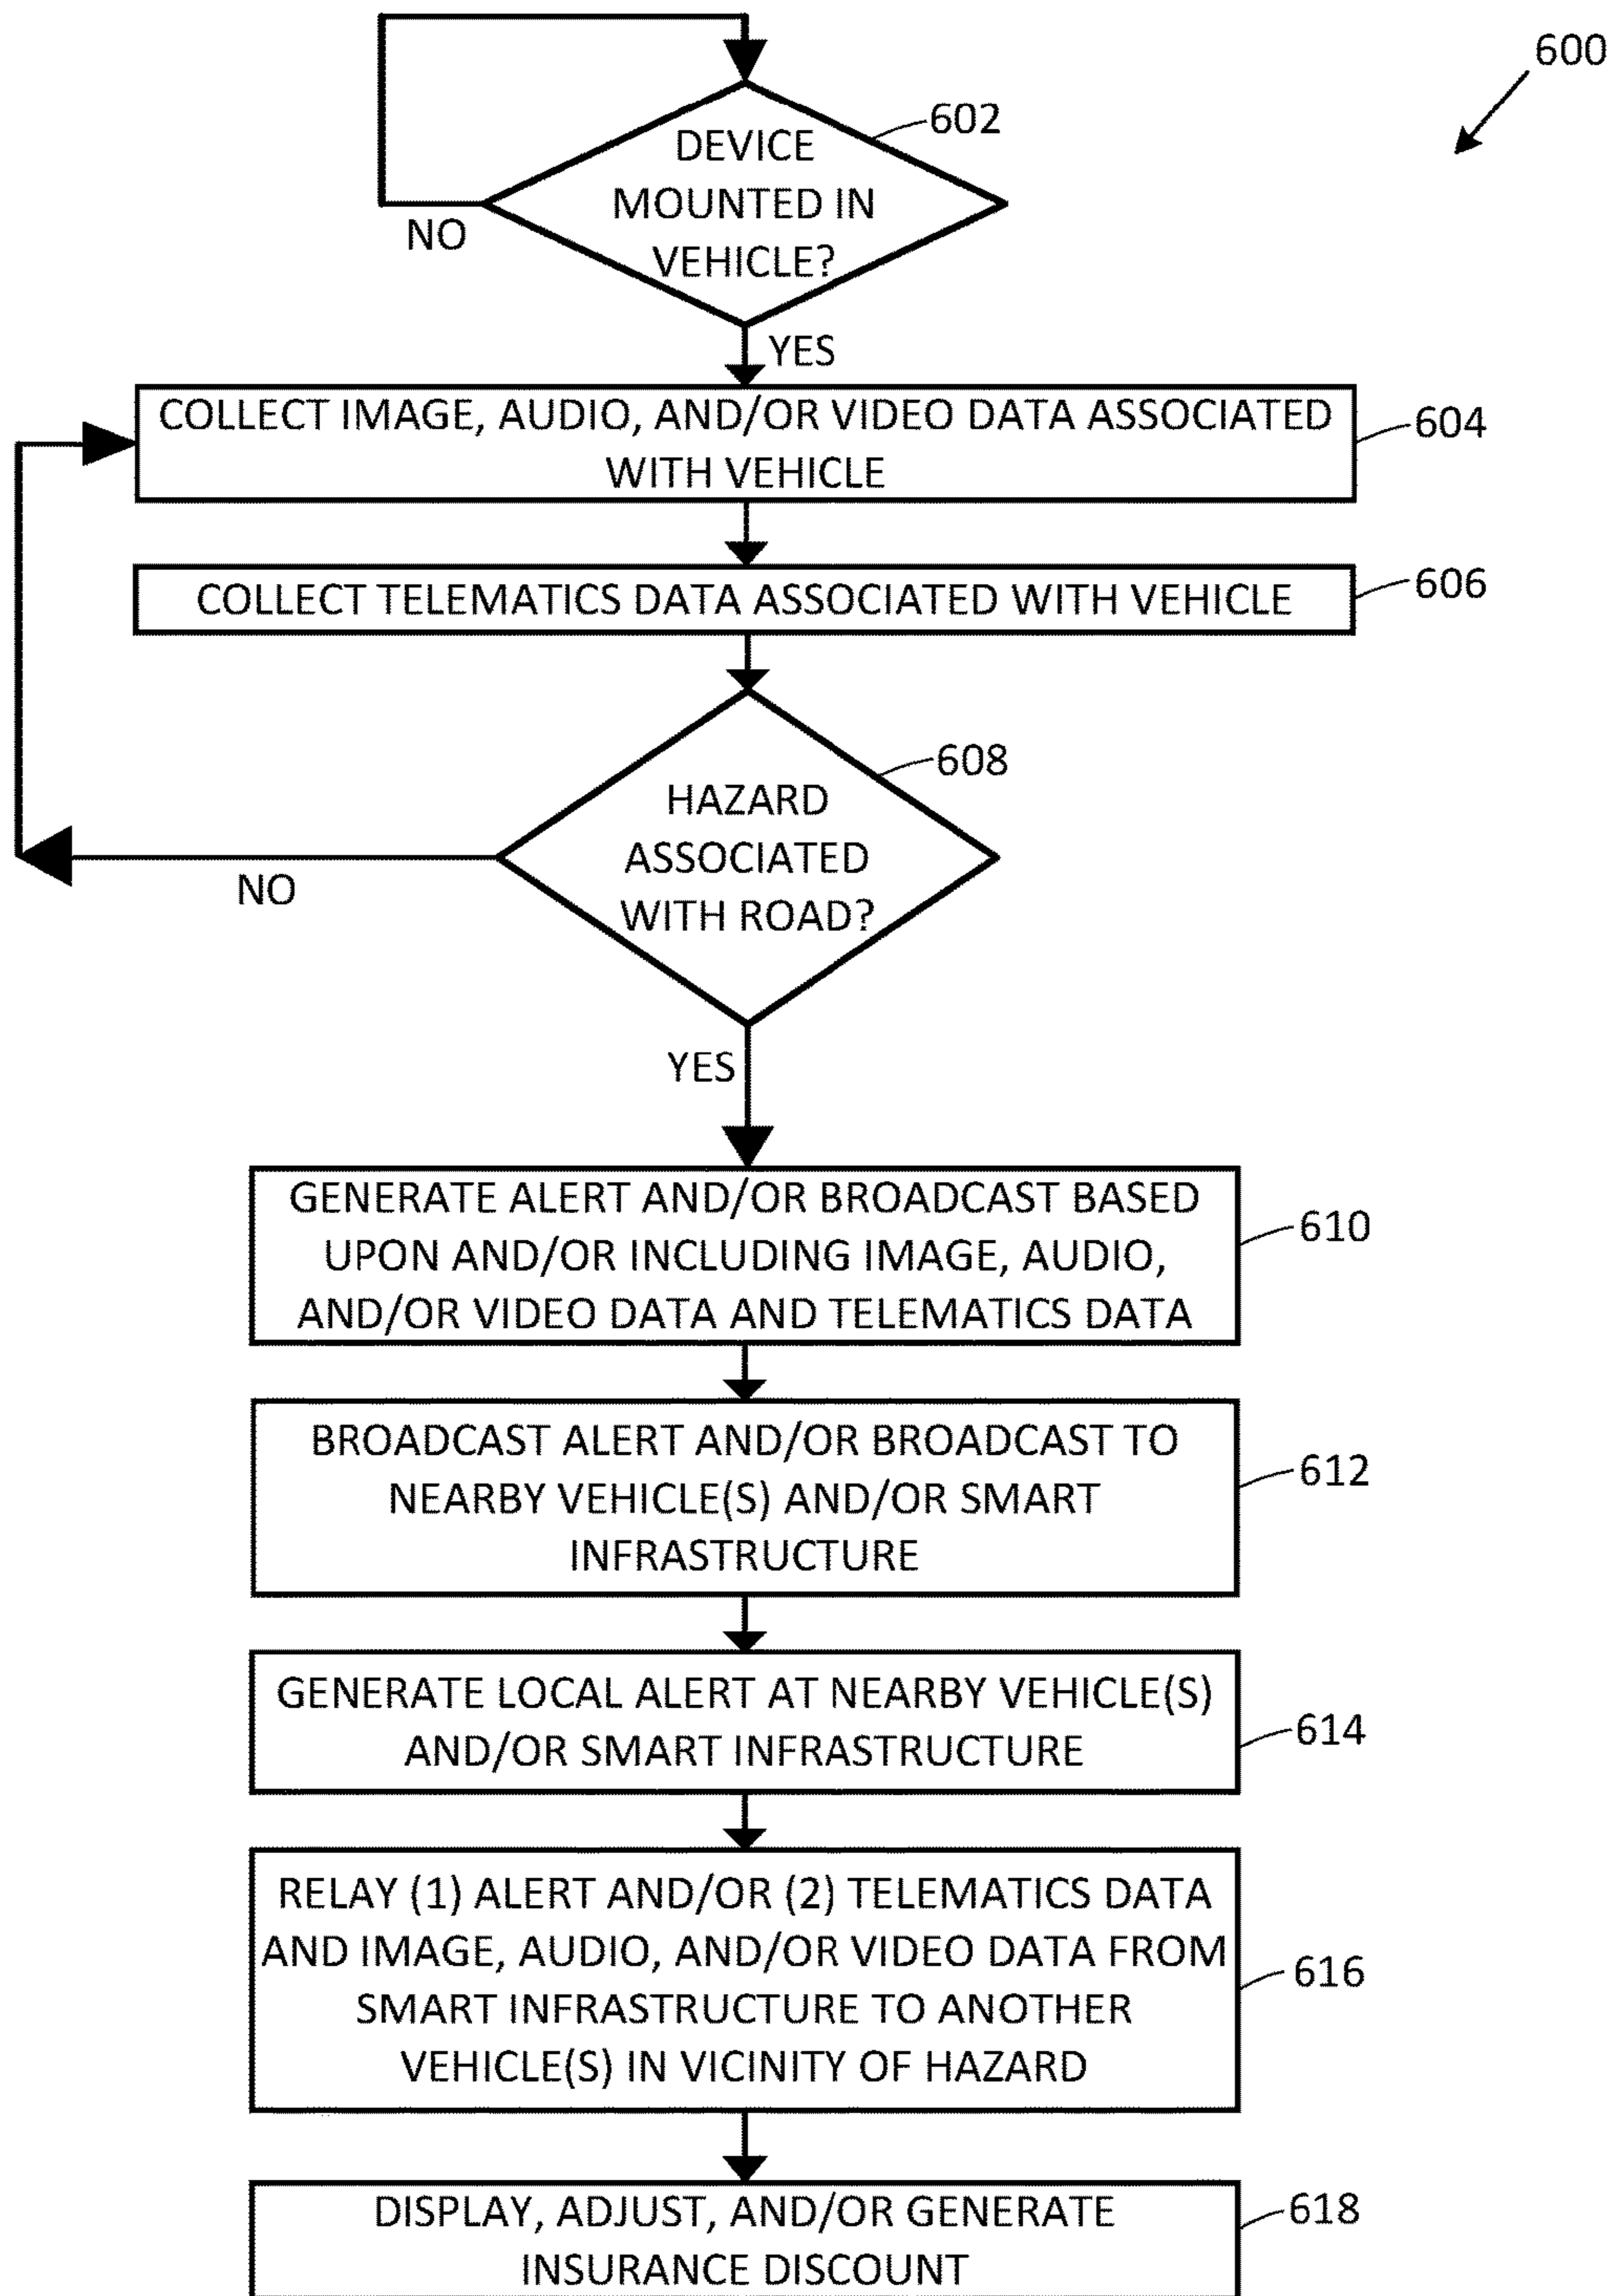 600
602
DEVICE
MOUNTED IN
VEHICLE?
NO
YES
COLLECT IMAGE, AUDIO, AND/OR VIDEO DATA ASSOCIATED
WITH VEHICLE
604
COLLECT TELEMATICS DATA ASSOCIATED WITH VEHICLE
606
608
HAZARD
ASSOCIATED
WITH ROAD?
NO
YES
GENERATE ALERT AND/OR BROADCAST BASED
UPON AND/OR INCLUDING IMAGE, AUDIO,
AND/OR VIDEO DATA AND TELEMATICS DATA
610
BROADCAST ALERT AND/OR BROADCAST TO
NEARBY VEHICLE(S) AND/OR SMART
INFRASTRUCTURE
612
GENERATE LOCAL ALERT AT NEARBY VEHICLE(S)
AND/OR SMART INFRASTRUCTURE
614
RELAY (1) ALERT AND/OR (2) TELEMATICS DATA
AND IMAGE, AUDIO, AND/OR VIDEO DATA FROM
SMART INFRASTRUCTURE TO ANOTHER
VEHICLE(S) IN VICINITY OF HAZARD
616
DISPLAY, ADJUST, AND/OR GENERATE
INSURANCE DISCOUNT
618